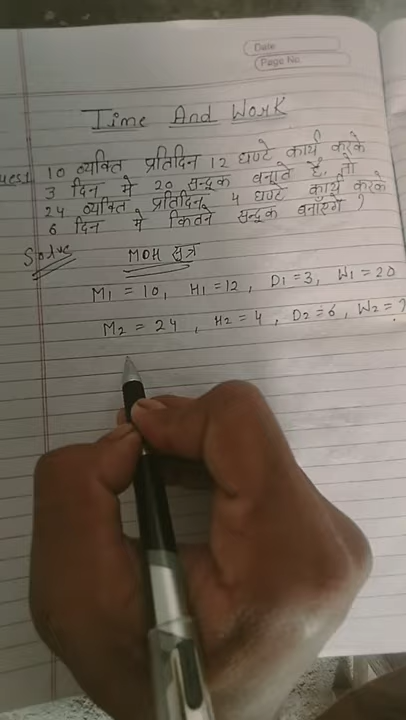 Date
Page No.
Time And Work
Ques1 10 व्यक्ति प्रतिदिन 12 घण्टे कार्य करके
3 दिन मे 20 सन्दूक बनाते हैं, तो
24 व्यक्ति प्रतिदिन 4 घण्टे कार्य करके
6 दिन मे कितने सन्दूक बनाएंगे ?
Solve
MDH सूत्र
M1 = 10, H1 = 12, D1 = 3, W1 = 20
M2 = 24, H2 = 4, D2 = 6, W2 = ?